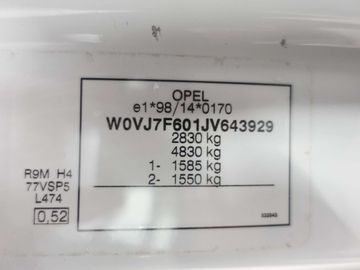 OPEL
e1*98/14*0170
W0VJ7F601JV643929
2830 kg
4830 kg
1- 1585 kg
2- 1550 kg
R9M H4
77VSP5
L474
0,52